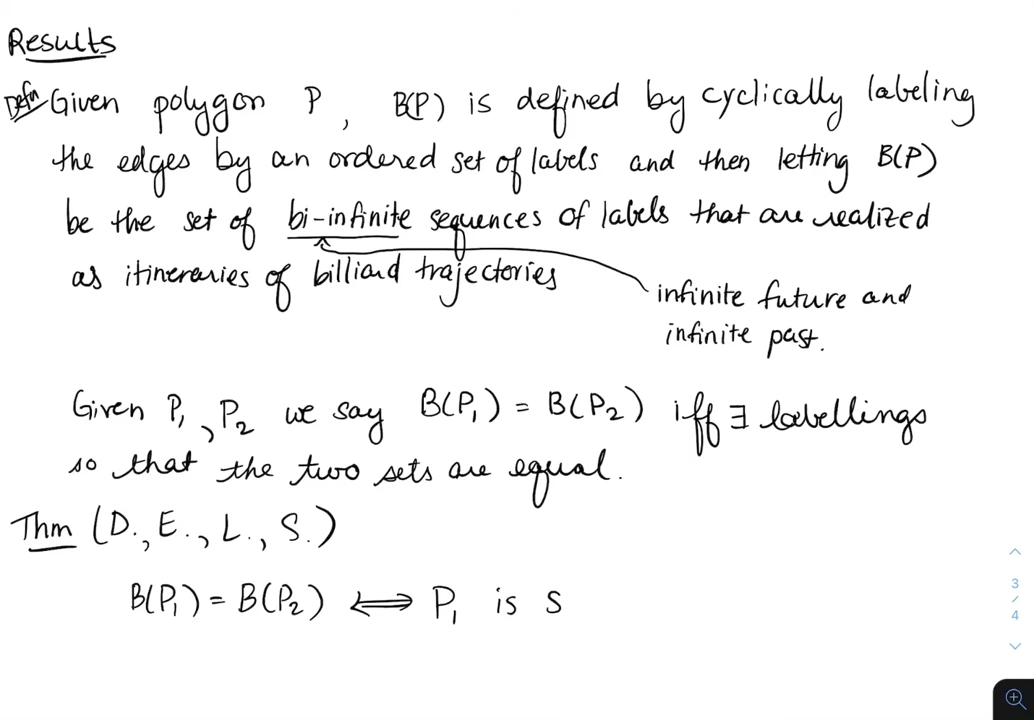 Results
Defn Given polygon P, B(P) is defined by cyclically labeling
the edges by an ordered set of labels and then letting B(P)
be the set of bi-infinite sequences of labels that are realized
as itineraries of billiard trajectories
infinite future and
infinite past.
Given P₁, P₂ we say B(P₁) = B(P₂) iff ∃ labellings
so that the two sets are equal.
Thm (D., E., L., S.)
B(P₁) = B(P₂) ⟺ P₁ is S
3
/
4